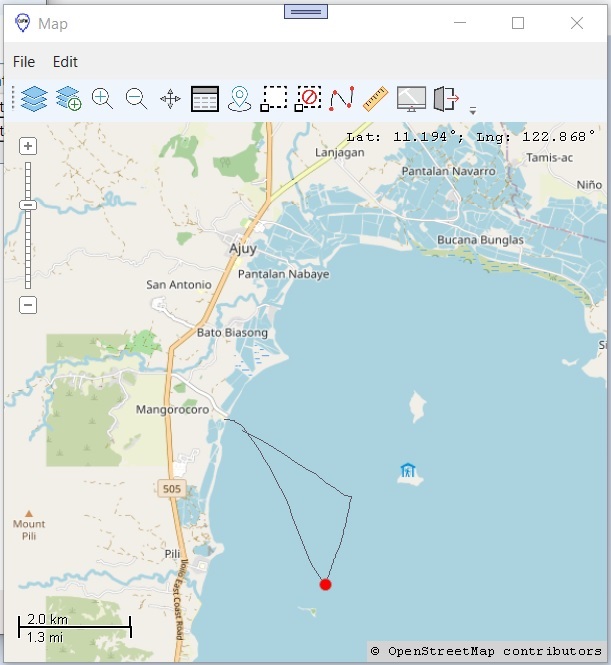 Map
File Edit
Lat: 11.194°; Lng: 122.868°
Lanjagan
Tamis-ac
Pantalan Navarro
Niño
Bucana Bunglas
Ajuy
Pantalan Nabaye
San Antonio
Bato Biasong
Mangorocoro
505
Mount
Pili
Pili
Iloilo East Coast Road
2.0 km
1.3 mi
© OpenStreetMap contributors